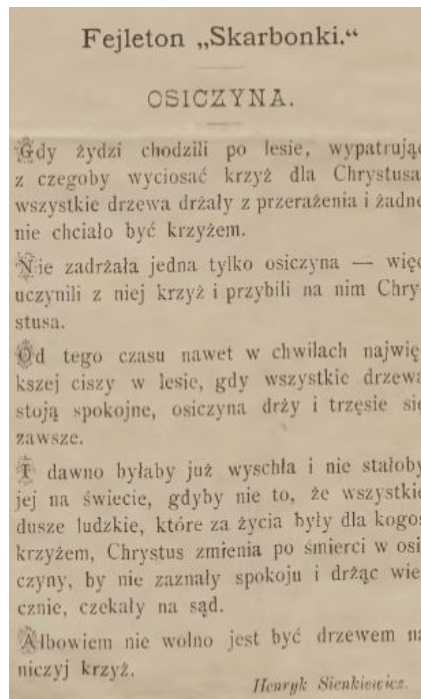 Fejleton „Skarbonki.“
OSICZYNA.
Gdy żydzi chodzili po lesie, wypatrując
z czegoby wyciosać krzyż dla Chrystusa
wszystkie drzewa drżały z przerażenia i żadne
nie chciało być krzyżem.
Nie zadrżała jedna tylko osiczyna — więc
uczynili z niej krzyż i przybili na nim Chry-
stusa.
Od tego czasu nawet w chwilach najwię-
kszej ciszy w lesie, gdy wszystkie drzewa
stoją spokojne, osiczyna drży i trzęsie się
zawsze.
I dawno byłaby już wyschła i nie stałoby
jej na świecie, gdyby nie to, że wszystkie
dusze ludzkie, które za życia były dla kogoś
krzyżem, Chrystus zmienia po śmierci w osi-
czyny, by nie zaznały spokoju i drżąc wie-
cznie, czekały na sąd.
Albowiem nie wolno jest być drzewem na
niczyj krzyż.
Henryk Sienkiewicz.